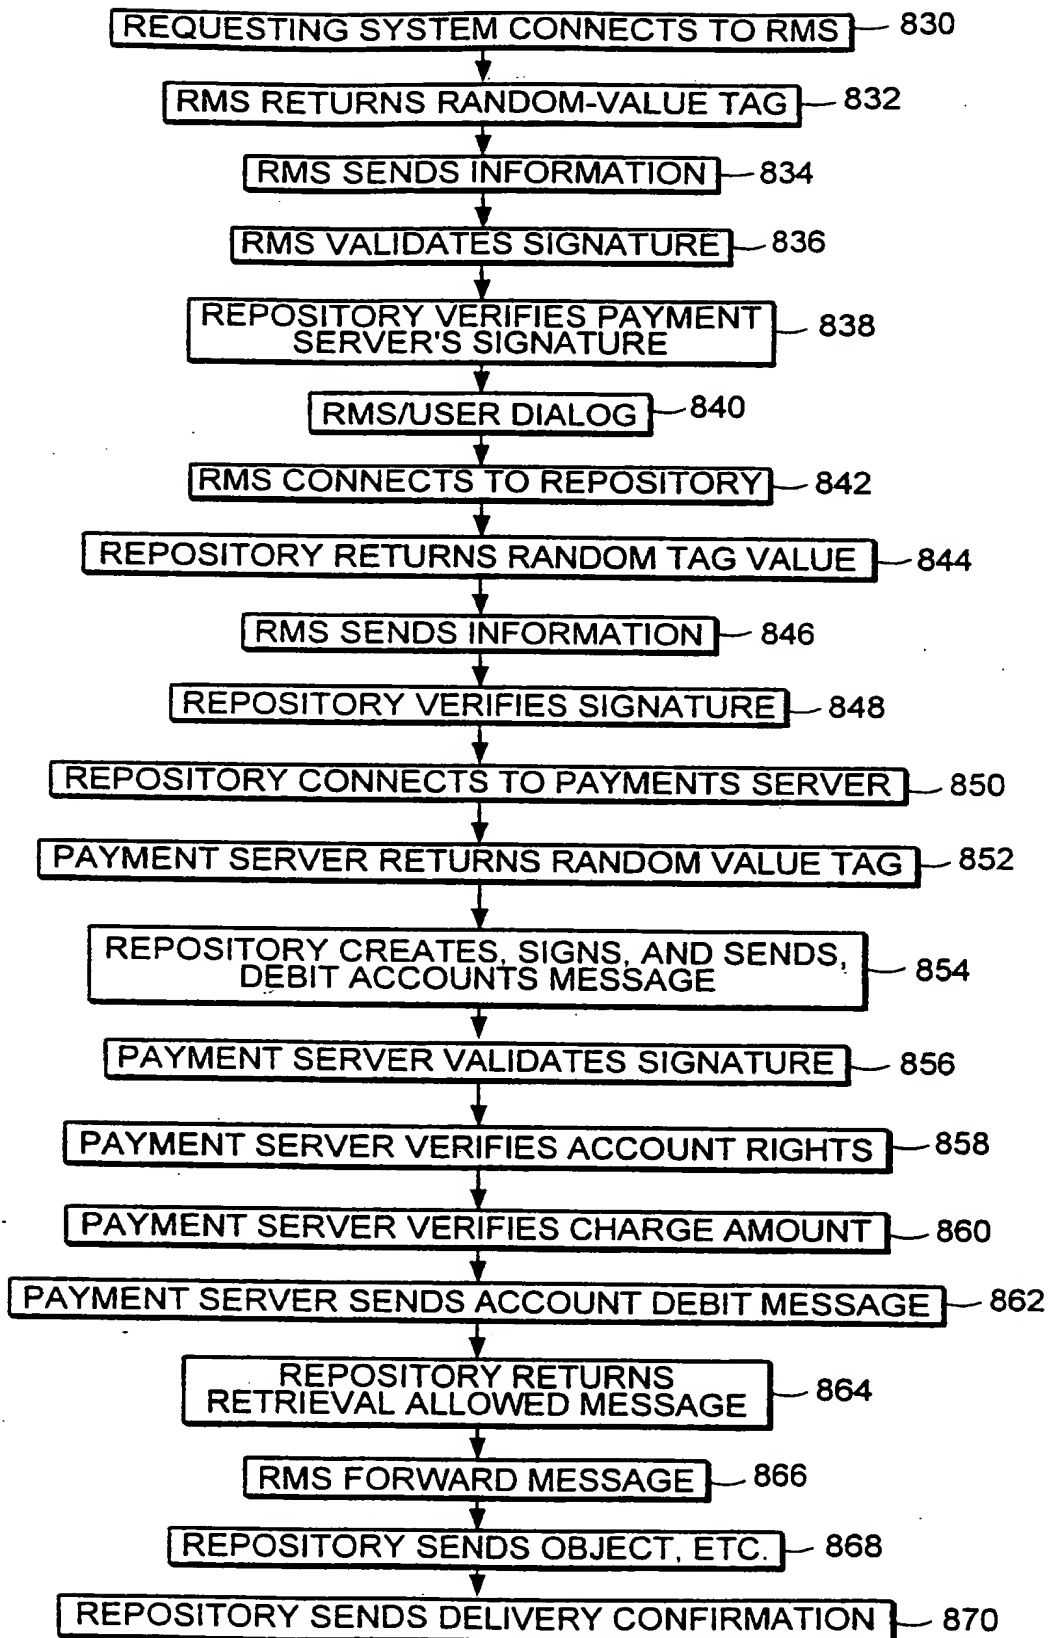 REQUESTING SYSTEM CONNECTS TO RMS 830
RMS RETURNS RANDOM-VALUE TAG 832
RMS SENDS INFORMATION 834
RMS VALIDATES SIGNATURE 836
REPOSITORY VERIFIES PAYMENT
SERVER'S SIGNATURE 838
RMS/USER DIALOG 840
RMS CONNECTS TO REPOSITORY 842
REPOSITORY RETURNS RANDOM TAG VALUE 844
RMS SENDS INFORMATION 846
REPOSITORY VERIFIES SIGNATURE 848
REPOSITORY CONNECTS TO PAYMENTS SERVER 850
PAYMENT SERVER RETURNS RANDOM VALUE TAG 852
REPOSITORY CREATES, SIGNS, AND SENDS,
DEBIT ACCOUNTS MESSAGE 854
PAYMENT SERVER VALIDATES SIGNATURE 856
PAYMENT SERVER VERIFIES ACCOUNT RIGHTS 858
PAYMENT SERVER VERIFIES CHARGE AMOUNT 860
PAYMENT SERVER SENDS ACCOUNT DEBIT MESSAGE 862
REPOSITORY RETURNS
RETRIEVAL ALLOWED MESSAGE 864
RMS FORWARD MESSAGE 866
REPOSITORY SENDS OBJECT, ETC. 868
REPOSITORY SENDS DELIVERY CONFIRMATION 870